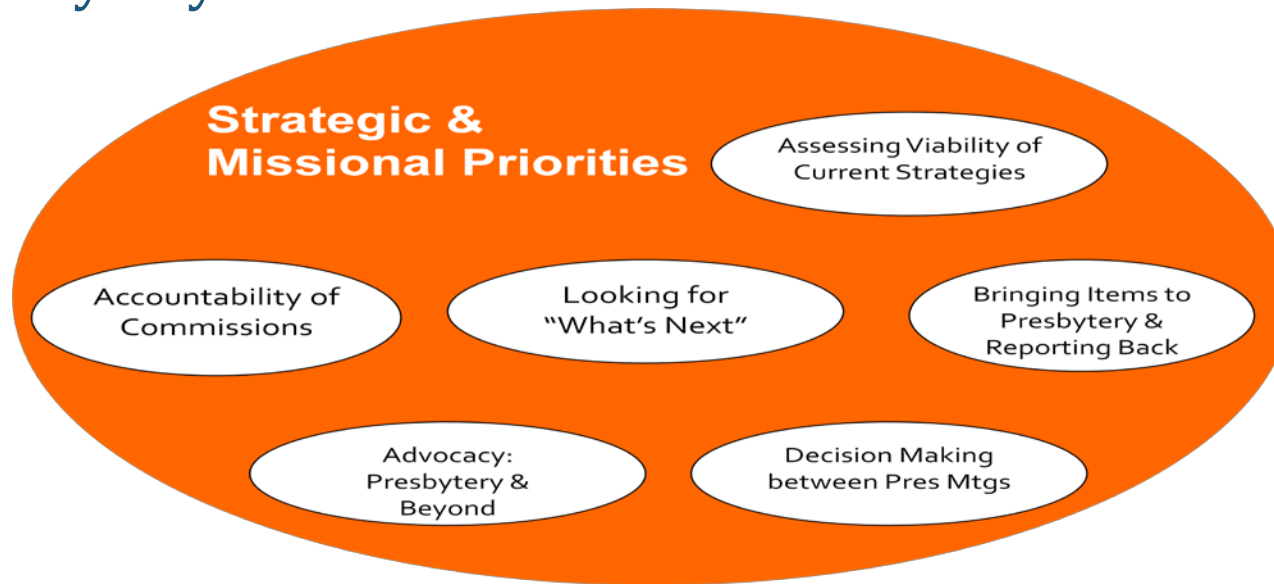 Strategic &
Missional Priorities
Assessing Viability of
Current Strategies
Accountability of
Commissions
Looking for
“What’s Next”
Bringing Items to
Presbytery &
Reporting Back
Advocacy:
Presbytery &
Beyond
Decision Making
between Pres Mtgs